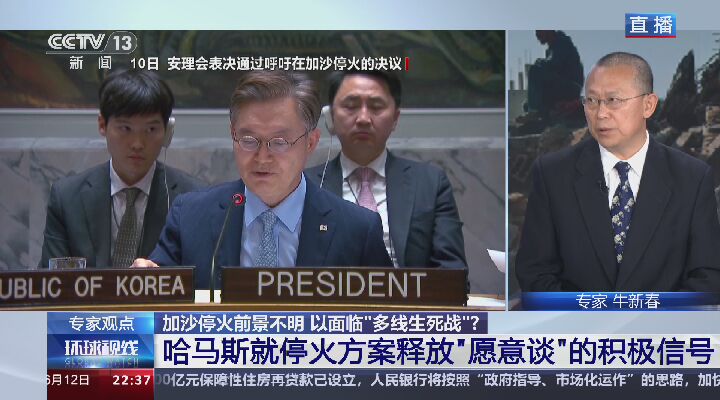 CCTV 13
新闻
10日 安理会表决通过呼吁在加沙停火的决议
直播
PUBLIC OF KOREA
PRESIDENT
专家 牛新春
专家观点
加沙停火前景不明 以面临"多线生死战"?
环球视线
哈马斯就停火方案释放"愿意谈"的积极信号
6月12日 22:37
00亿元保障性住房再贷款已设立,人民银行将按照“政府指导、市场化运作”的思路,加快